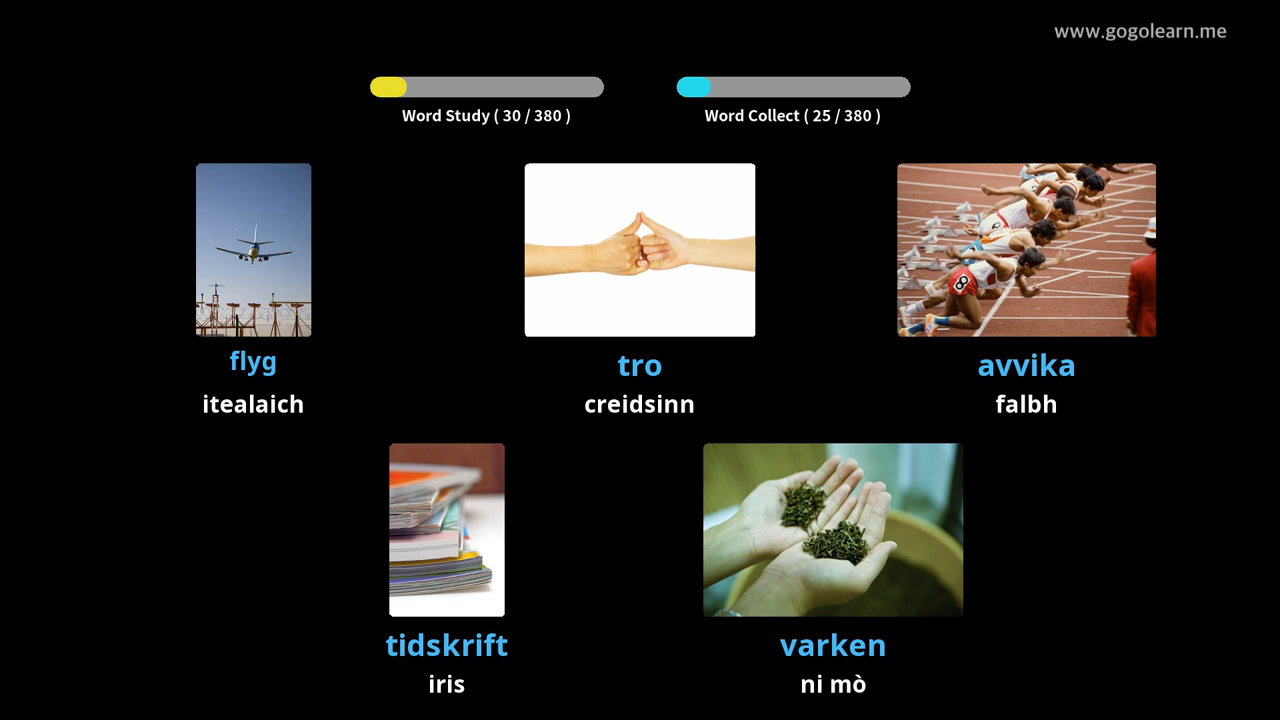 www.gogolearn.me
Word Study ( 30 / 380 )
Word Collect ( 25 / 380 )
flyg
itealaich
tro
creidsinn
avvika
falbh
tidskrift
iris
varken
ni mò